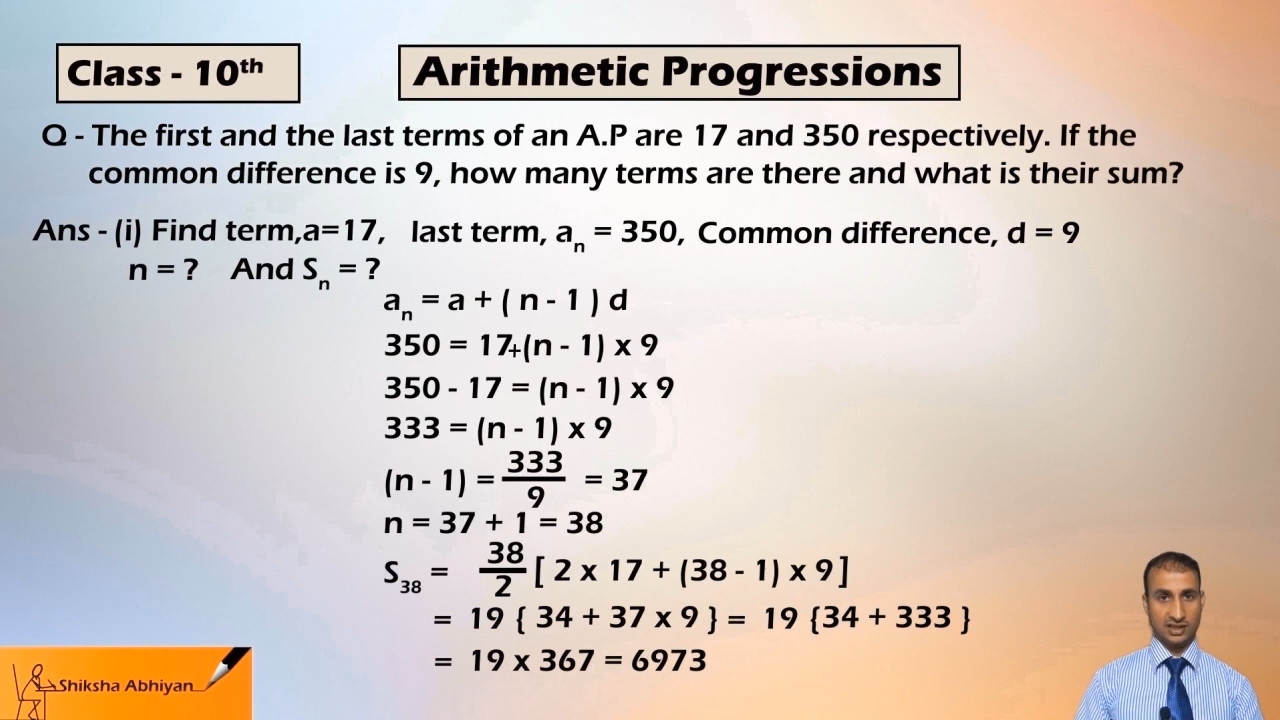 Class - 10th
Arithmetic Progressions
Q - The first and the last terms of an A.P are 17 and 350 respectively. If the
common difference is 9, how many terms are there and what is their sum?
Ans - (i) Find term,a=17, last term, an = 350, Common difference, d = 9
n = ? And Sn = ?
an = a + ( n - 1 ) d
350 = 17+(n - 1) x 9
350 - 17 = (n - 1) x 9
333 = (n - 1) x 9
(n - 1) = 333/9 = 37
n = 37 + 1 = 38
S38 = 38/2 [ 2 x 17 + (38 - 1) x 9 ]
= 19 { 34 + 37 x 9 } = 19 {34 + 333 }
= 19 x 367 = 6973
Shiksha Abhiyan